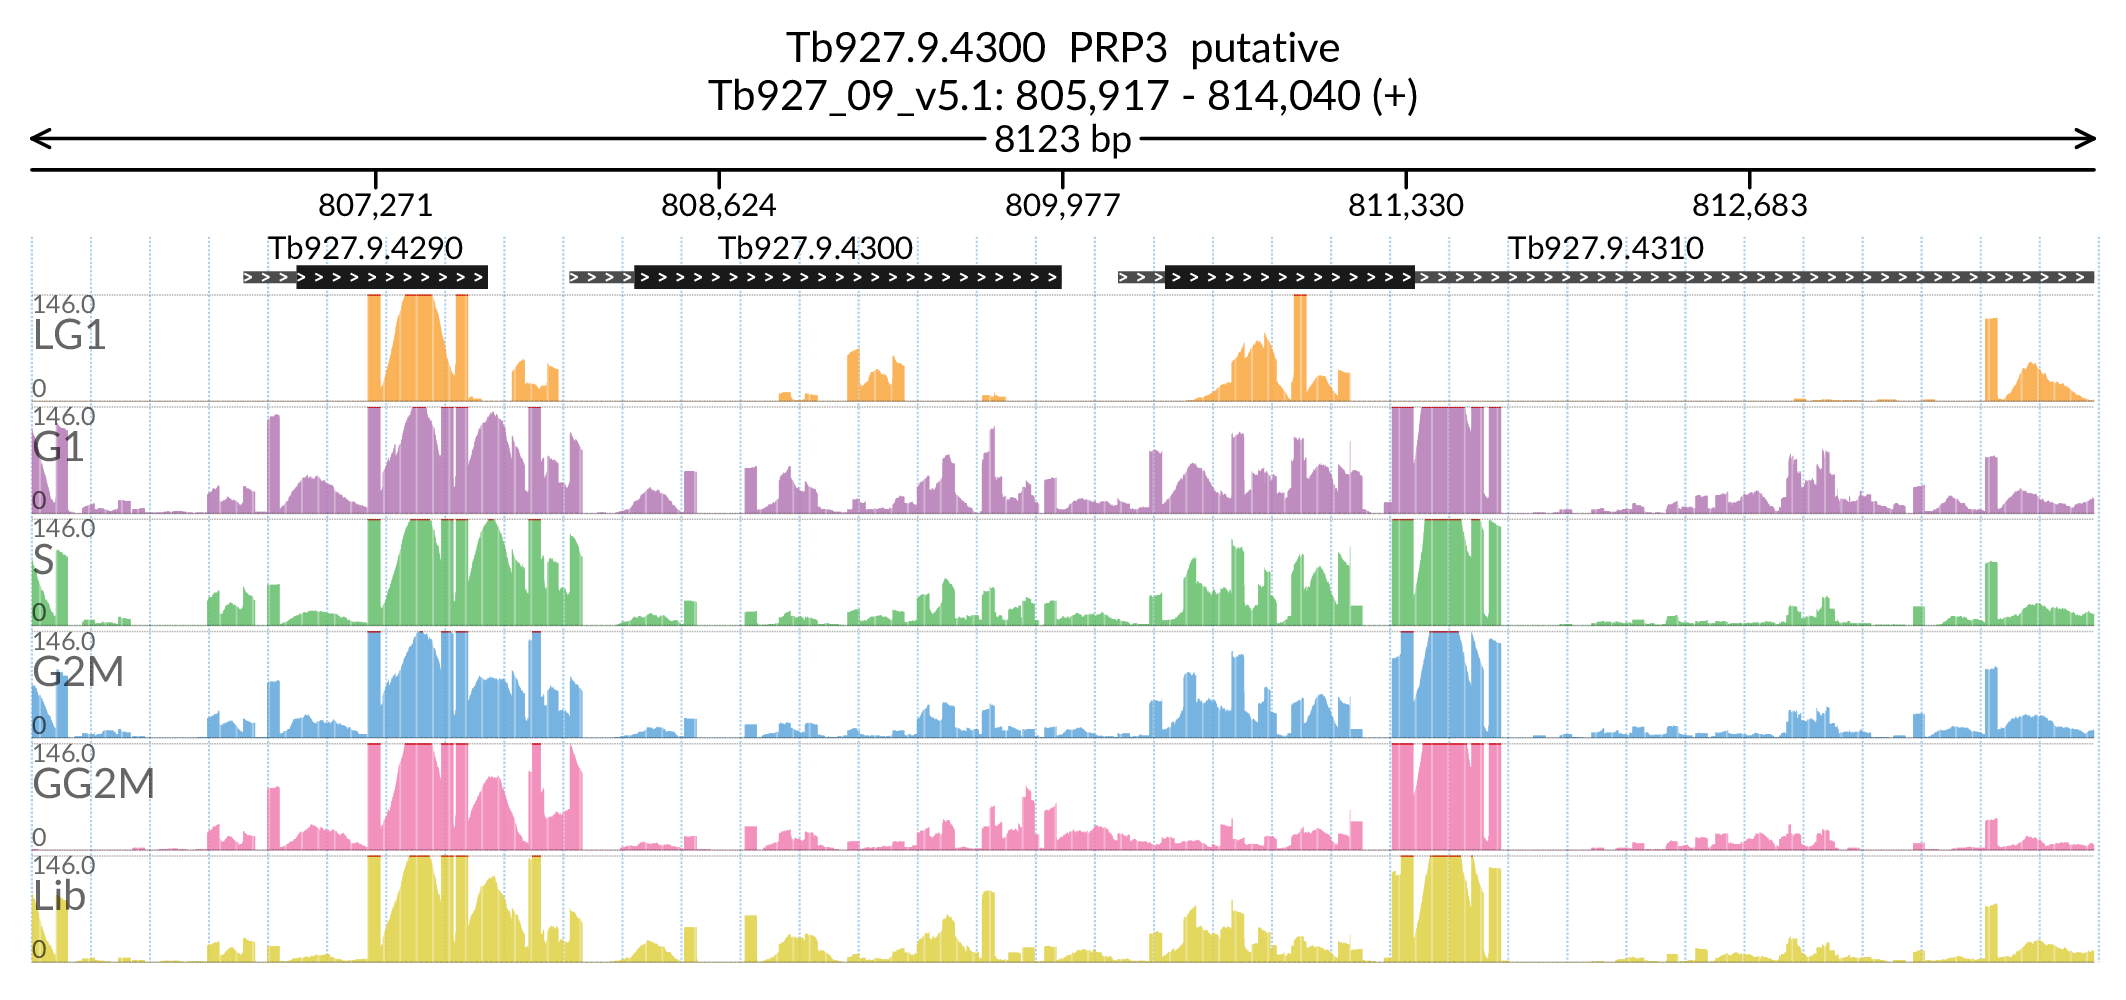 Tb927.9.4300 PRP3 putative
Tb927_09_v5.1: 805,917 - 814,040 (+)
8123 bp
807,271 808,624 809,977 811,330 812,683
Tb927.9.4290 Tb927.9.4300 Tb927.9.4310
146.0
LG1
0
146.0
G1
0
146.0
S
0
146.0
G2M
0
146.0
GG2M
0
146.0
Lib
0